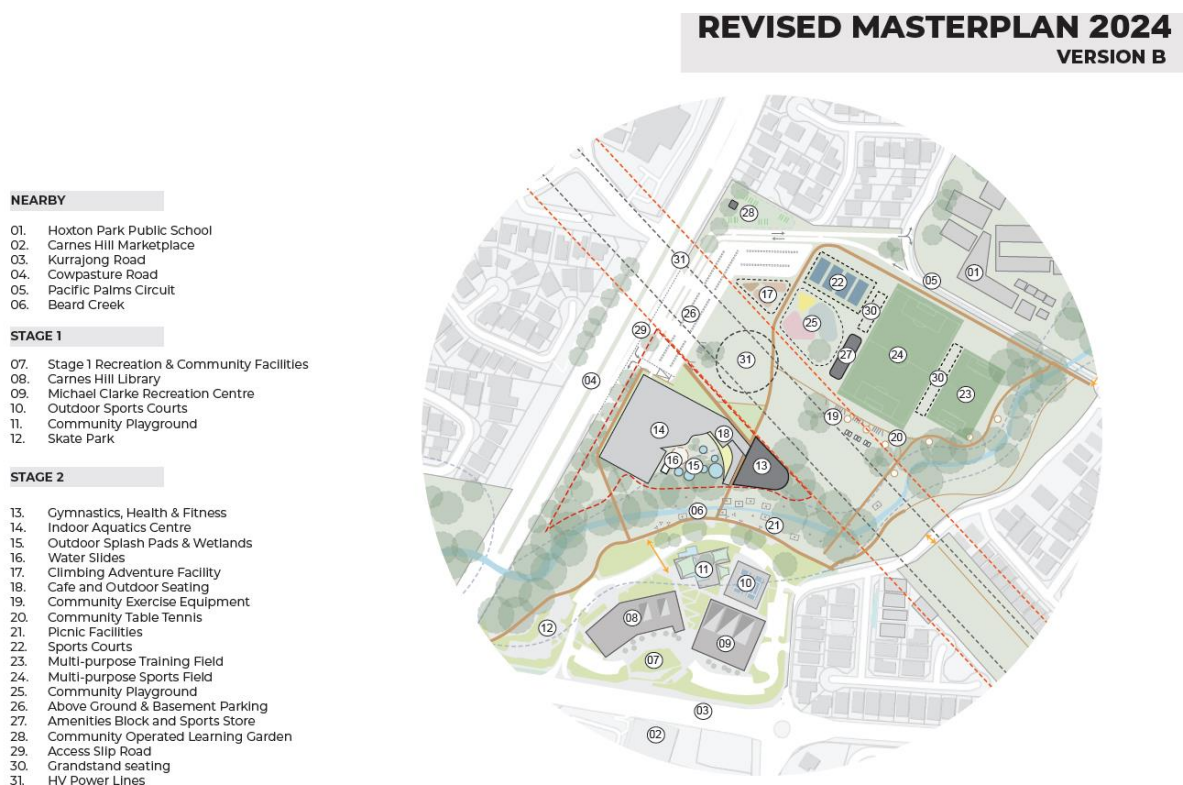 REVISED MASTERPLAN 2024
VERSION B
NEARBY
01. Hoxton Park Public School
02. Carnes Hill Marketplace
03. Kurrajong Road
04. Cowpasture Road
05. Pacific Palms Circuit
06. Beard Creek
STAGE 1
07. Stage 1 Recreation & Community Facilities
08. Carnes Hill Library
09. Michael Clarke Recreation Centre
10. Outdoor Sports Courts
11. Community Playground
12. Skate Park
STAGE 2
13. Gymnastics, Health & Fitness
14. Indoor Aquatics Centre
15. Outdoor Splash Pads & Wetlands
16. Water Slides
17. Climbing Adventure Facility
18. Cafe and Outdoor Seating
19. Community Exercise Equipment
20. Community Table Tennis
21. Picnic Facilities
22. Sports Courts
23. Multi-purpose Training Field
24. Multi-purpose Sports Field
25. Community Playground
26. Above Ground & Basement Parking
27. Amenities Block and Sports Store
28. Community Operated Learning Garden
29. Access Slip Road
30. Grandstand seating
31. HV Power Lines
28
31
01
05
22
17
26
30
25
29
31
27
24
04
30
23
19
14
18
20
16
15
13
06
21
11
10
08
12
09
07
03
02